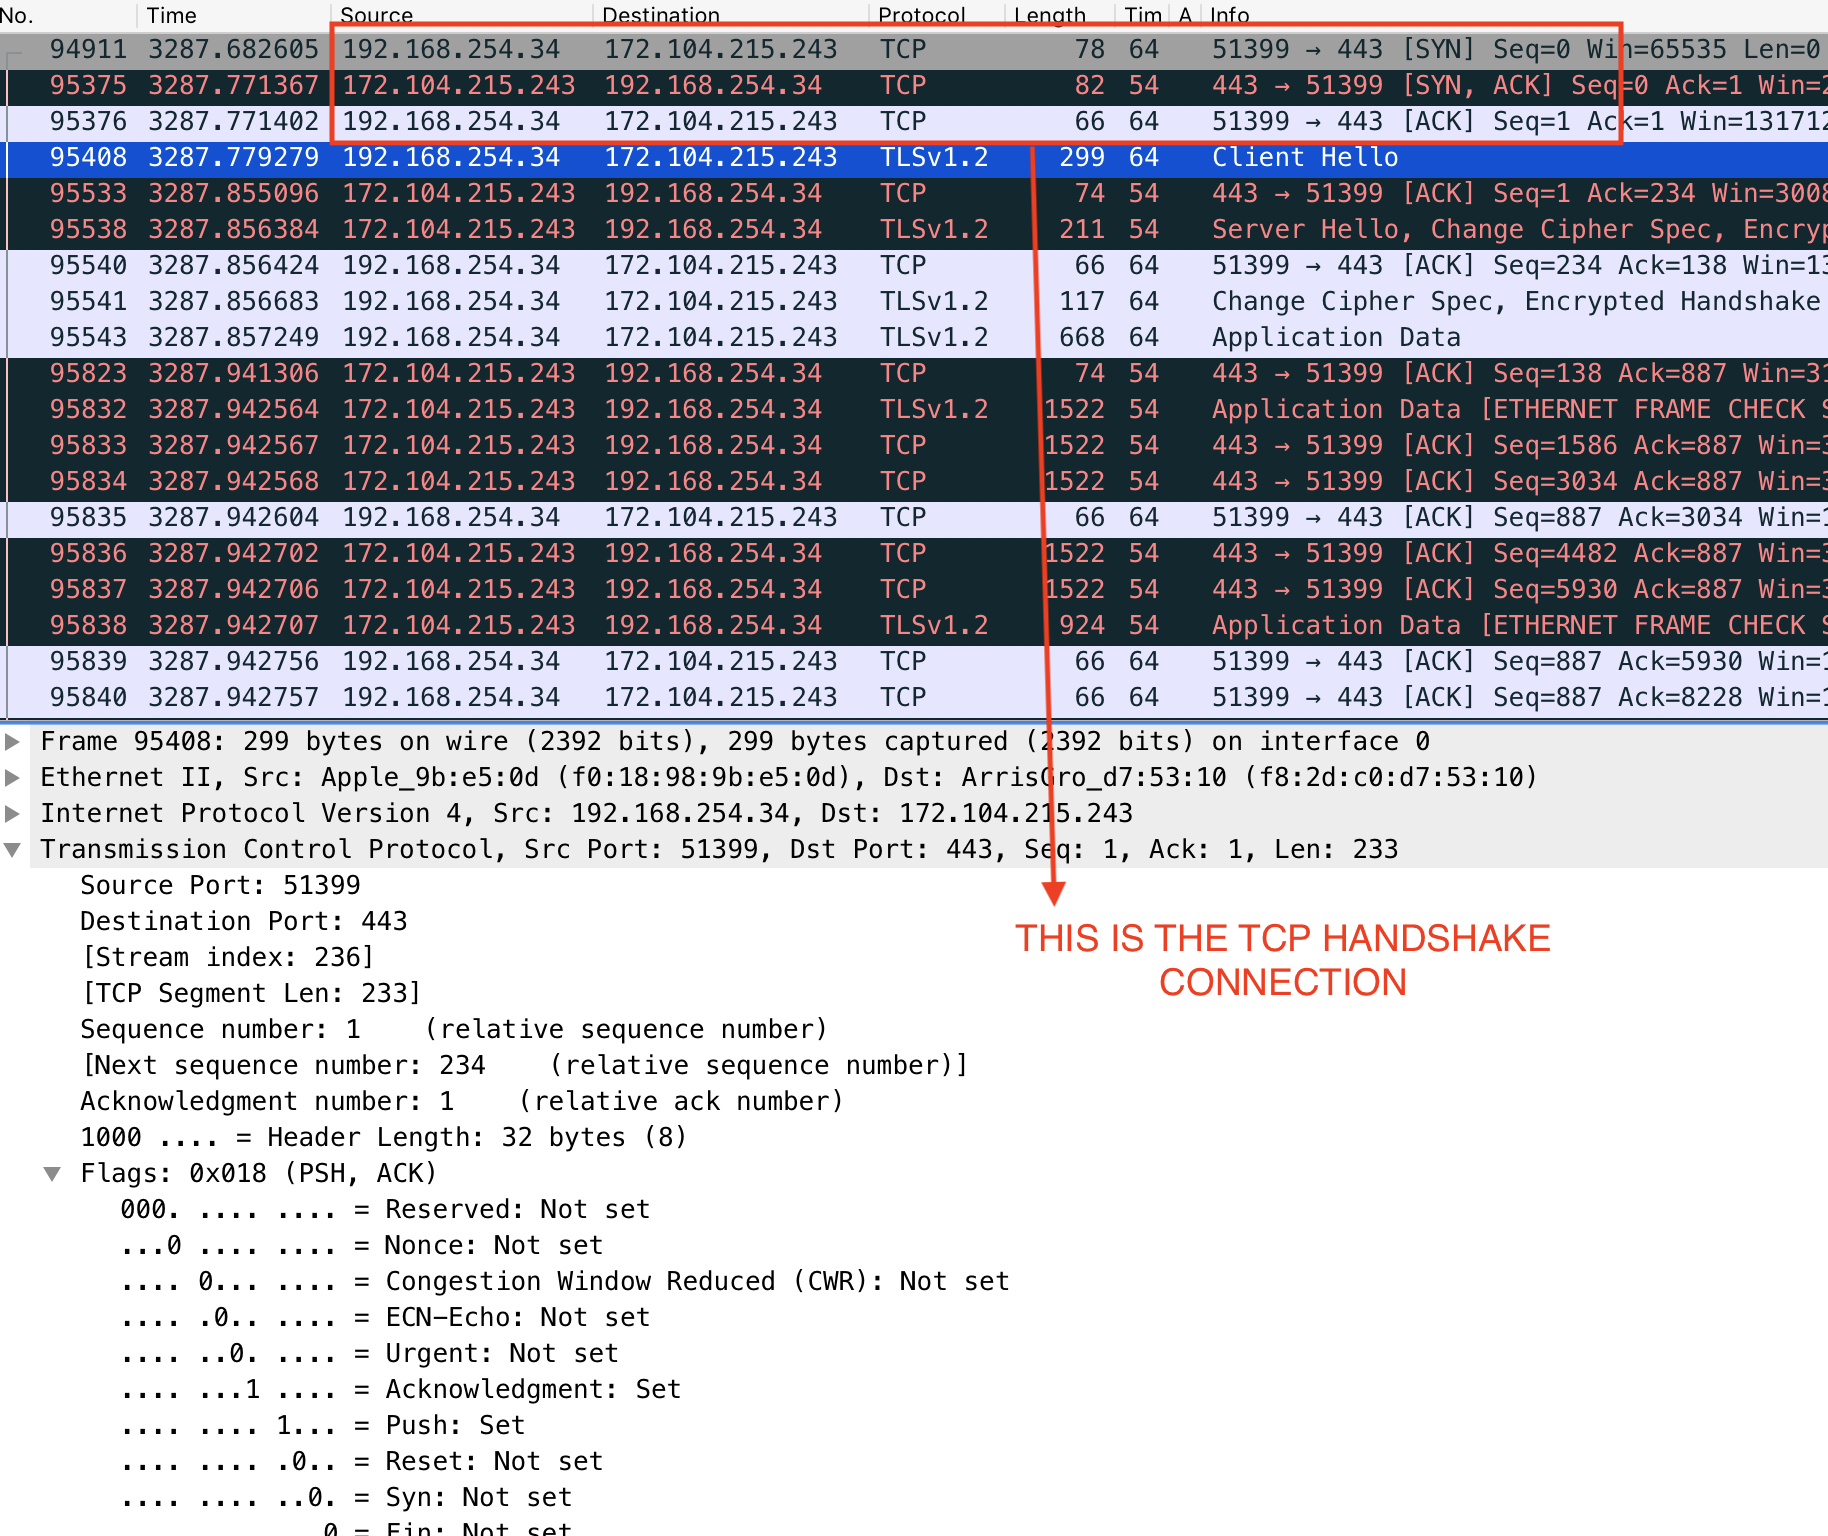 No. Time Source Destination Protocol Length Tim A Info
94911 3287.682605 192.168.254.34 172.104.215.243 TCP 78 64 51399 → 443 [SYN] Seq=0 Win=65535 Len=0
95375 3287.771367 172.104.215.243 192.168.254.34 TCP 82 54 443 → 51399 [SYN, ACK] Seq=0 Ack=1 Win=2
95376 3287.771402 192.168.254.34 172.104.215.243 TCP 66 64 51399 → 443 [ACK] Seq=1 Ack=1 Win=131712
95408 3287.779279 192.168.254.34 172.104.215.243 TLSv1.2 299 64 Client Hello
95533 3287.855096 172.104.215.243 192.168.254.34 TCP 74 54 443 → 51399 [ACK] Seq=1 Ack=234 Win=3008
95538 3287.856384 172.104.215.243 192.168.254.34 TLSv1.2 211 54 Server Hello, Change Cipher Spec, Encryp
95540 3287.856424 192.168.254.34 172.104.215.243 TCP 66 64 51399 → 443 [ACK] Seq=234 Ack=138 Win=13
95541 3287.856683 192.168.254.34 172.104.215.243 TLSv1.2 117 64 Change Cipher Spec, Encrypted Handshake
95543 3287.857249 192.168.254.34 172.104.215.243 TLSv1.2 668 64 Application Data
95823 3287.941306 172.104.215.243 192.168.254.34 TCP 74 54 443 → 51399 [ACK] Seq=138 Ack=887 Win=31
95832 3287.942564 172.104.215.243 192.168.254.34 TLSv1.2 1522 54 Application Data [ETHERNET FRAME CHECK S
95833 3287.942567 172.104.215.243 192.168.254.34 TCP 1522 54 443 → 51399 [ACK] Seq=1586 Ack=887 Win=3
95834 3287.942568 172.104.215.243 192.168.254.34 TCP 1522 54 443 → 51399 [ACK] Seq=3034 Ack=887 Win=3
95835 3287.942604 192.168.254.34 172.104.215.243 TCP 66 64 51399 → 443 [ACK] Seq=887 Ack=3034 Win=1
95836 3287.942702 172.104.215.243 192.168.254.34 TCP 1522 54 443 → 51399 [ACK] Seq=4482 Ack=887 Win=3
95837 3287.942706 172.104.215.243 192.168.254.34 TCP 1522 54 443 → 51399 [ACK] Seq=5930 Ack=887 Win=3
95838 3287.942707 172.104.215.243 192.168.254.34 TLSv1.2 924 54 Application Data [ETHERNET FRAME CHECK S
95839 3287.942756 192.168.254.34 172.104.215.243 TCP 66 64 51399 → 443 [ACK] Seq=887 Ack=5930 Win=1
95840 3287.942757 192.168.254.34 172.104.215.243 TCP 66 64 51399 → 443 [ACK] Seq=887 Ack=8228 Win=1
Frame 95408: 299 bytes on wire (2392 bits), 299 bytes captured (2392 bits) on interface 0
Ethernet II, Src: Apple_9b:e5:0d (f0:18:98:9b:e5:0d), Dst: ArrisGro_d7:53:10 (f8:2d:c0:d7:53:10)
Internet Protocol Version 4, Src: 192.168.254.34, Dst: 172.104.215.243
Transmission Control Protocol, Src Port: 51399, Dst Port: 443, Seq: 1, Ack: 1, Len: 233
Source Port: 51399
Destination Port: 443
THIS IS THE TCP HANDSHAKE
CONNECTION
[Stream index: 236]
[TCP Segment Len: 233]
Sequence number: 1 (relative sequence number)
[Next sequence number: 234 (relative sequence number)]
Acknowledgment number: 1 (relative ack number)
1000 .... = Header Length: 32 bytes (8)
Flags: 0x018 (PSH, ACK)
000. .... .... = Reserved: Not set
...0 .... .... = Nonce: Not set
.... 0... .... = Congestion Window Reduced (CWR): Not set
.... .0.. .... = ECN-Echo: Not set
.... ..0. .... = Urgent: Not set
.... ...1 .... = Acknowledgment: Set
.... .... 1... = Push: Set
.... .... .0.. = Reset: Not set
.... .... ..0. = Syn: Not set
0 = Fin: Not set